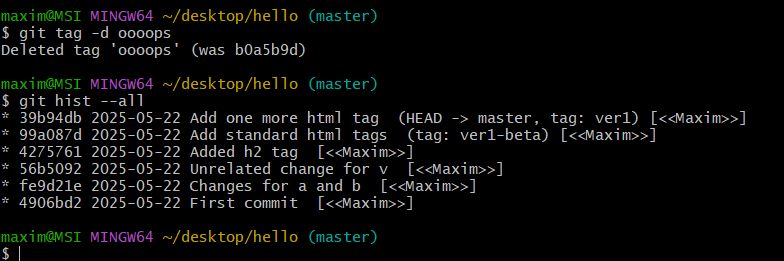 maxim@MSI MINGW64 ~/desktop/hello (master)
$ git tag -d oooops
Deleted tag 'oooops' (was b0a5b9d)
maxim@MSI MINGW64 ~/desktop/hello (master)
$ git hist --all
* 39b94db 2025-05-22 Add one more html tag  (HEAD -> master, tag: ver1) [<<Maxim>>]
* 99a087d 2025-05-22 Add standard html tags  (tag: ver1-beta) [<<Maxim>>]
* 4275761 2025-05-22 Added h2 tag  [<<Maxim>>]
* 56b5092 2025-05-22 Unrelated change for v  [<<Maxim>>]
* fe9d21e 2025-05-22 Changes for a and b  [<<Maxim>>]
* 4906bd2 2025-05-22 First commit  [<<Maxim>>]
maxim@MSI MINGW64 ~/desktop/hello (master)
$